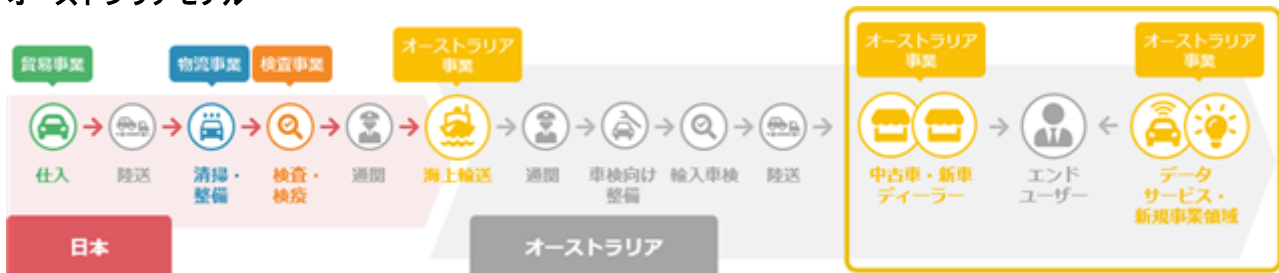 オーストラリアモデル
貿易事業
物流事業
検査事業
オーストラリア
事業
オーストラリア
事業
オーストラリア
事業
仕入
陸送
清掃・
整備
検査・
検疫
通関
海上輸送
通関
車検向け
整備
輸入車検
陸送
中古車・新車
ディーラー
エンド
ユーザー
データ
サービス・
新規事業領域
日本
オーストラリア